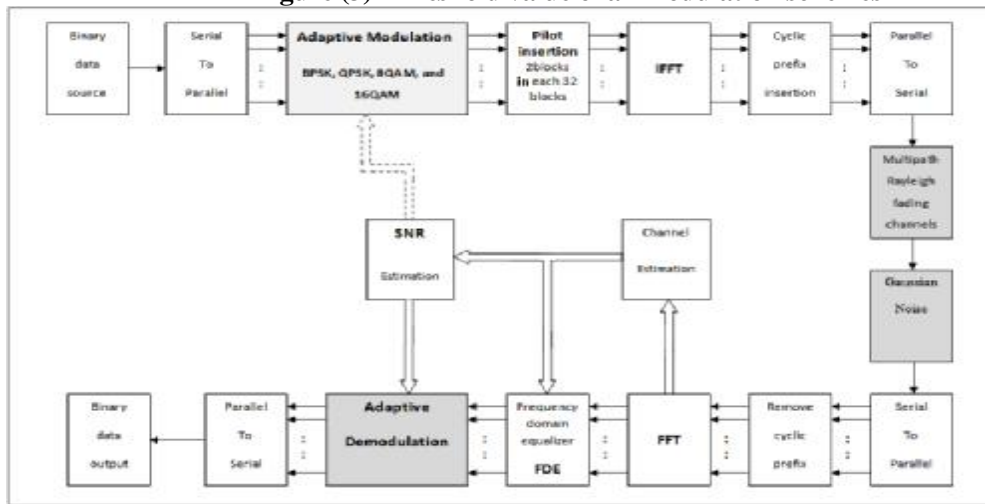 Binary
data
source
Serial
To
Parallel
Adaptive Modulation
BPSK, QPSK, 8QAM, and
16QAM
Pilot
insertion
2blocks
in each 32
blocks
IFFT
Cyclic
prefix
insertion
Parallel
To
Serial
Multipath
Rayleigh
fading
channels
SNR
Estimation
Channel
Estimation
Gaussian
Noise
Binary
data
output
Parallel
To
Serial
Adaptive
Demodulation
Frequency
domain
equalizer
FDE
FFT
Remove
cyclic
prefix
Serial
To
Parallel